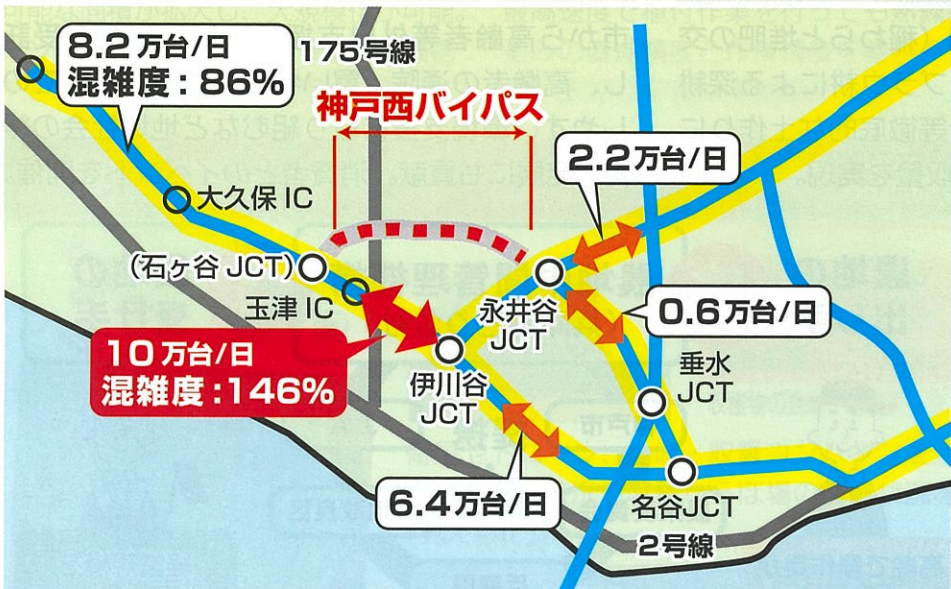 8.2万台/日
混雑度：86%
175号線
神戸西バイパス
2.2万台/日
大久保 IC
(石ヶ谷 JCT)
玉津 IC
永井谷
JCT
0.6万台/日
10万台/日
混雑度：146%
伊川谷
JCT
垂水
JCT
6.4万台/日
名谷JCT
2号線